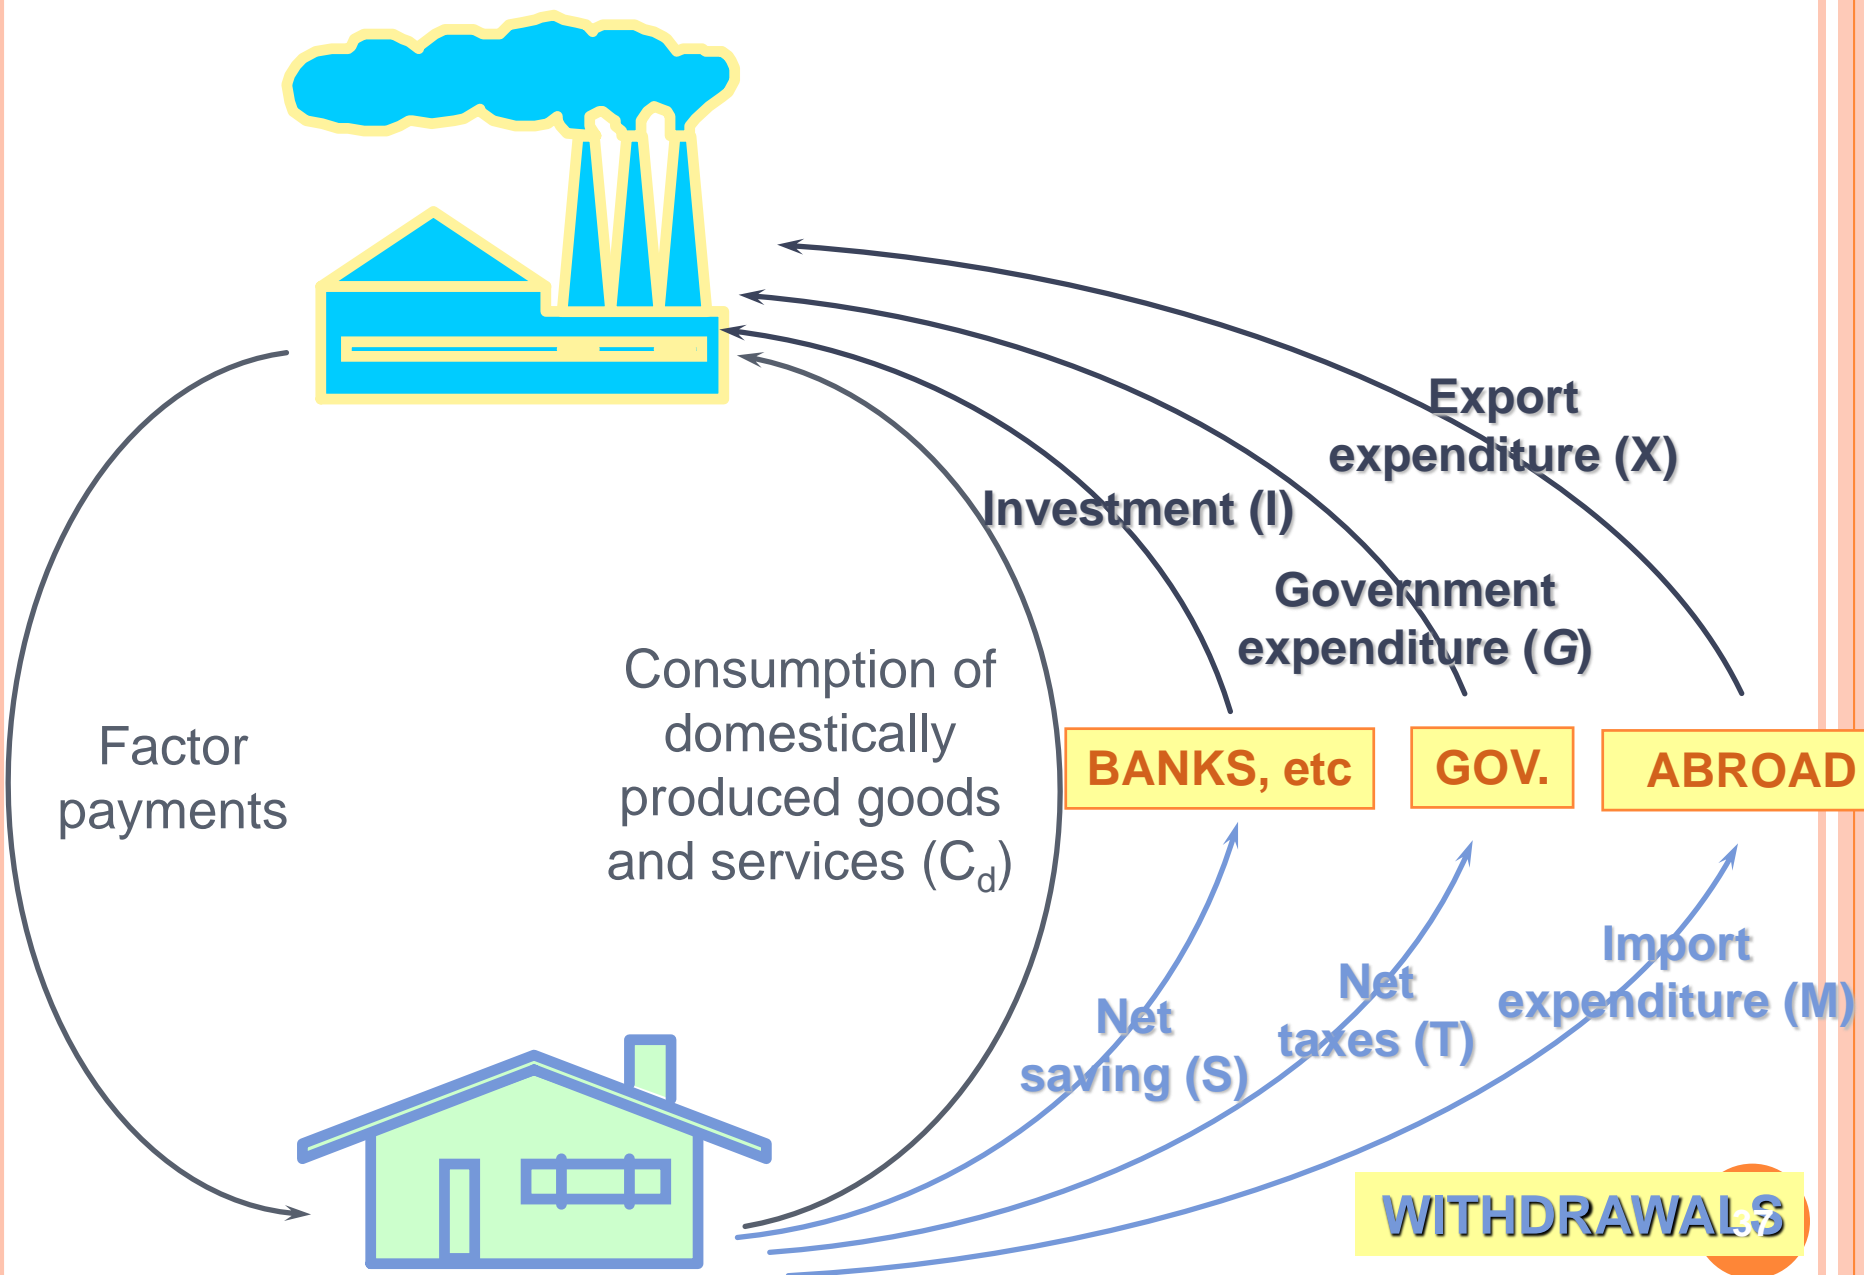 Export
expenditure (X)
Investment (I)
Government
expenditure (G)
Consumption of
domestically
produced goods
and services (Cd)
Factor
payments
BANKS, etc
GOV.
ABROAD
Import
expenditure (M)
Net
taxes (T)
Net
saving (S)
WITHDRAWALS
37